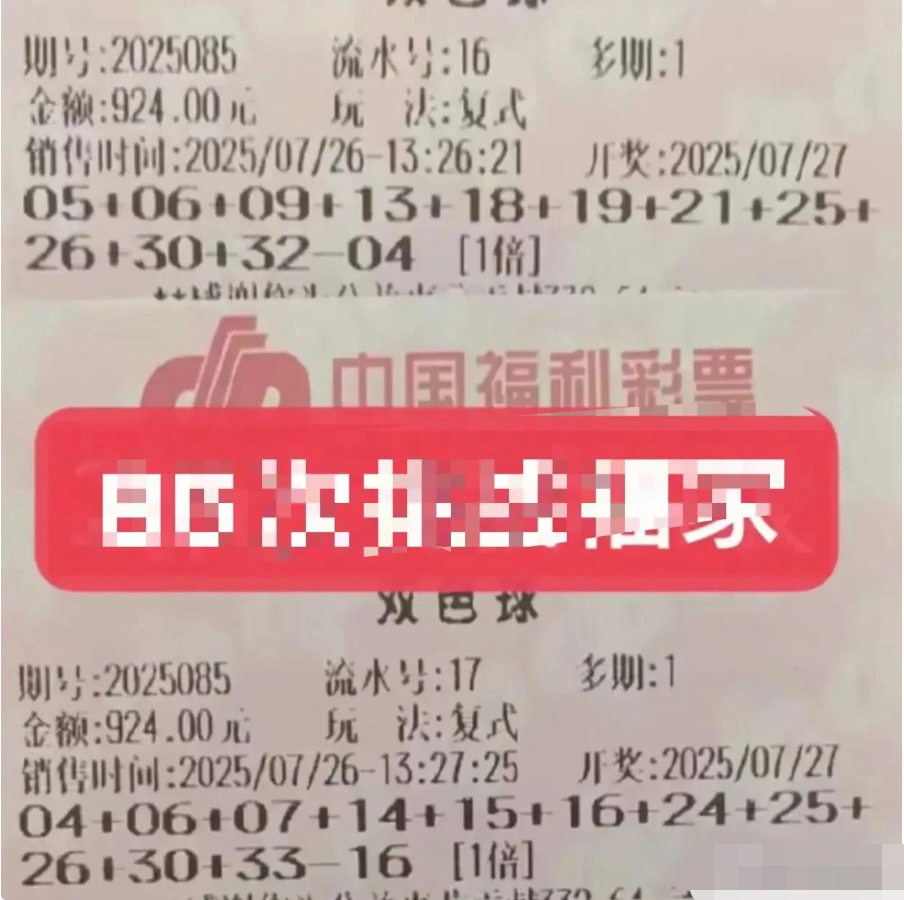 双色球
期号:2025085 流水号:16 多期:1
金额:924.00元 玩 法:复式
销售时间:2025/07/26-13:26:21 开奖:2025/07/27
05+06+09+13+18+19+21+25+
26+30+32-04 [1倍]
中国福利彩票
双色球
期号:2025085 流水号:17 多期:1
金额:924.00元 玩 法:复式
销售时间:2025/07/26-13:27:25 开奖:2025/07/27
04+06+07+14+15+16+24+25+
26+30+33-16 [1倍]